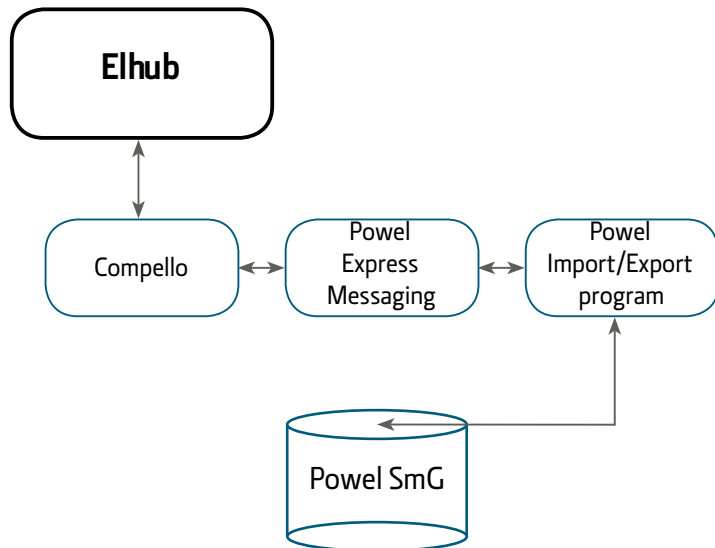 Elhub
Compello
Powel
Express
Messaging
Powel
Import/Export
program
Powel SmG